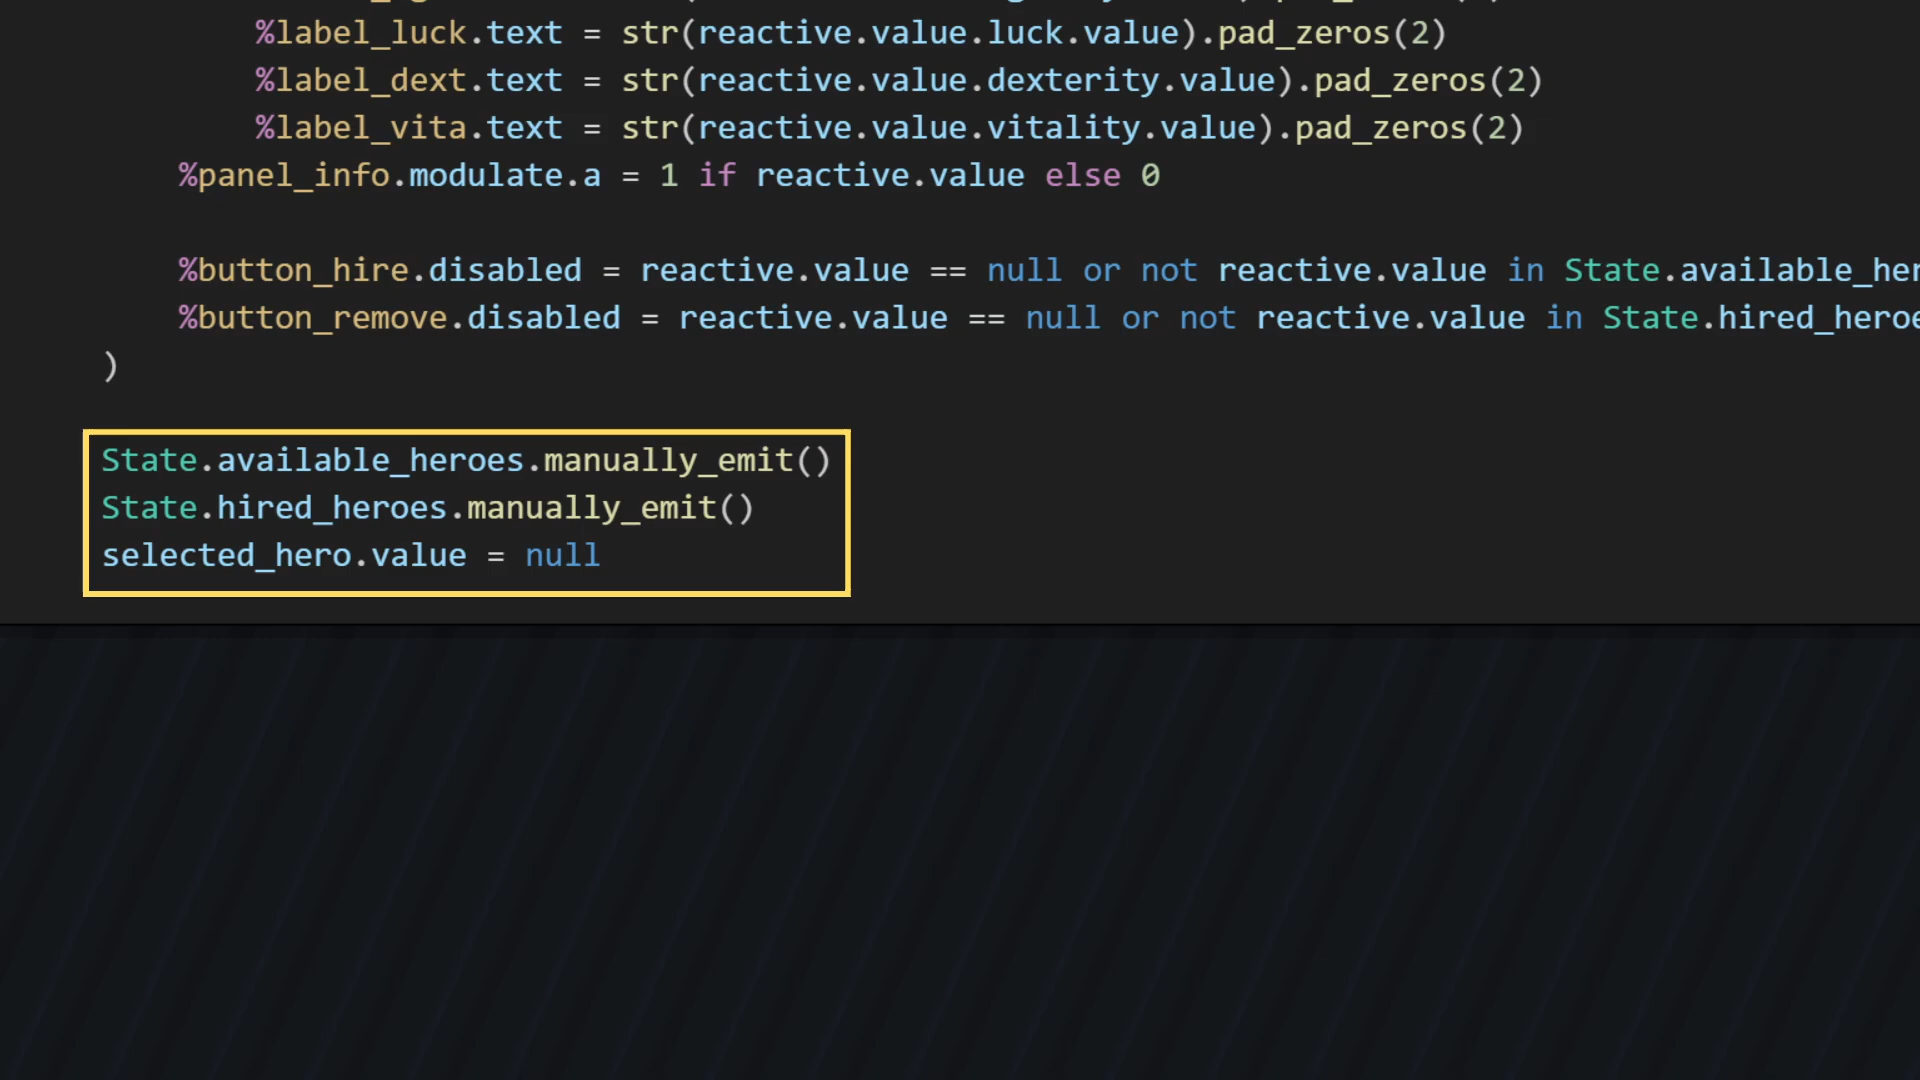 %label_luck.text = str(reactive.value.luck.value).pad_zeros(2)
%label_dext.text = str(reactive.value.dexterity.value).pad_zeros(2)
%label_vita.text = str(reactive.value.vitality.value).pad_zeros(2)
%panel_info.modulate.a = 1 if reactive.value else 0
%button_hire.disabled = reactive.value == null or not reactive.value in State.available_her
%button_remove.disabled = reactive.value == null or not reactive.value in State.hired_heroe
)
State.available_heroes.manually_emit()
State.hired_heroes.manually_emit()
selected_hero.value = null